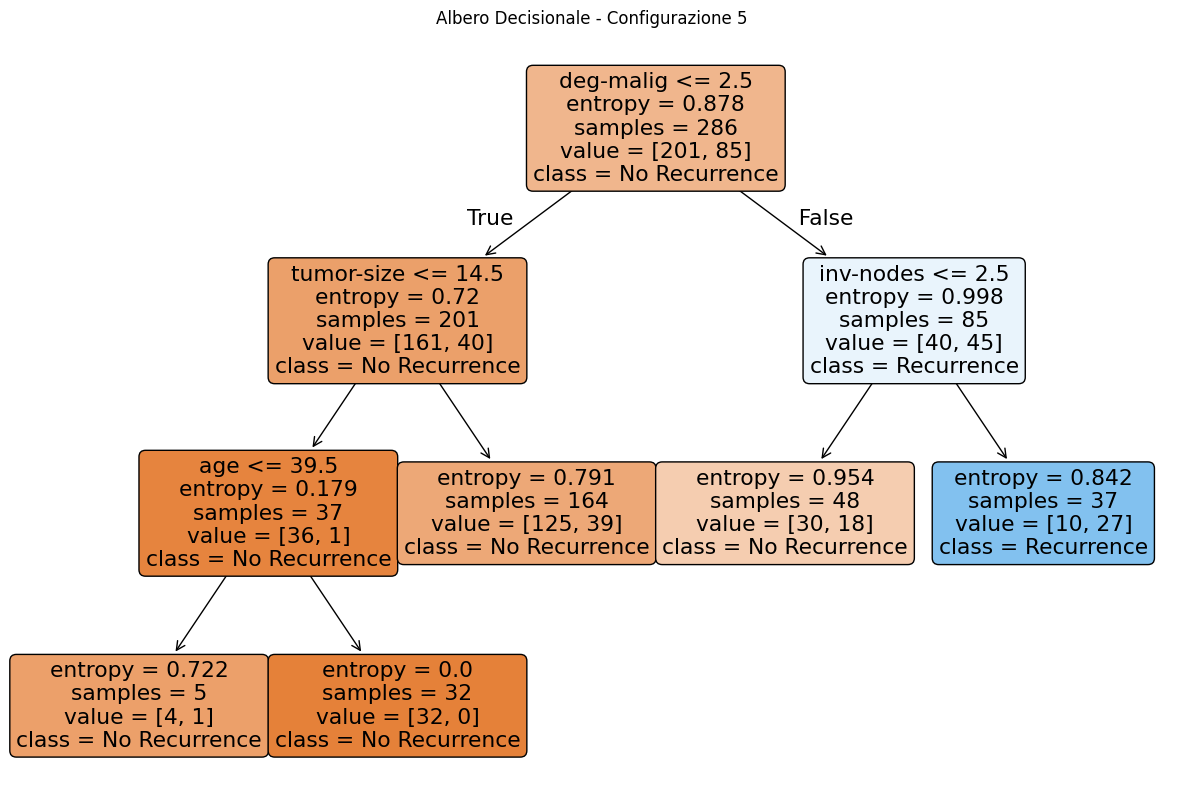 Albero Decisionale - Configurazione 5
deg-malig <= 2.5
entropy = 0.878
samples = 286
value = [201, 85]
class = No Recurrence
True
False
tumor-size <= 14.5
entropy = 0.72
samples = 201
value = [161, 40]
class = No Recurrence
inv-nodes <= 2.5
entropy = 0.998
samples = 85
value = [40, 45]
class = Recurrence
age <= 39.5
entropy = 0.179
samples = 37
value = [36, 1]
class = No Recurrence
entropy = 0.791
samples = 164
value = [125, 39]
class = No Recurrence
entropy = 0.954
samples = 48
value = [30, 18]
class = No Recurrence
entropy = 0.842
samples = 37
value = [10, 27]
class = Recurrence
entropy = 0.722
samples = 5
value = [4, 1]
class = No Recurrence
entropy = 0.0
samples = 32
value = [32, 0]
class = No Recurrence